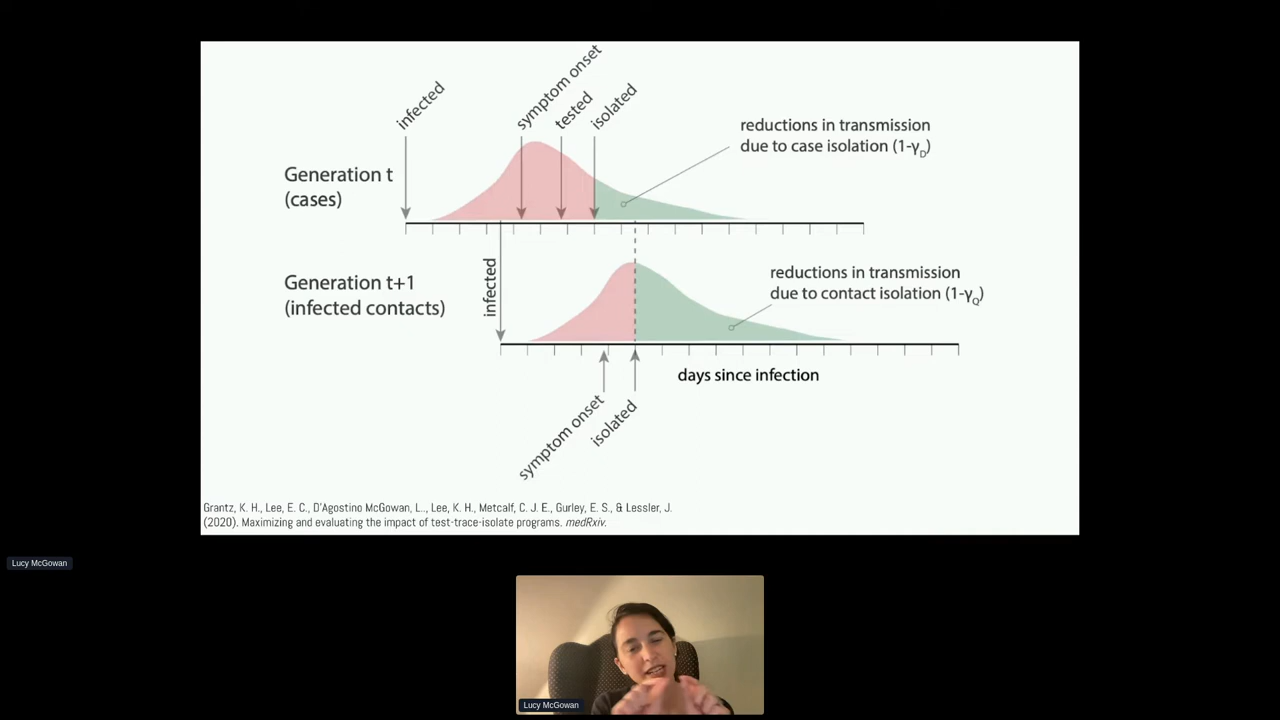 infected
symptom onset
tested
isolated
reductions in transmission
due to case isolation (1-γD)
Generation t
(cases)
infected
Generation t+1
(infected contacts)
reductions in transmission
due to contact isolation (1-γQ)
days since infection
symptom onset
isolated
Grantz, K. H., Lee, E. C., D'Agostino McGowan, L.., Lee, K. H., Metcalf, C. J. E., Gurley, E. S., & Lessler, J.
(2020). Maximizing and evaluating the impact of test-trace-isolate programs. medRxiv.
Lucy McGowan
Lucy McGowan